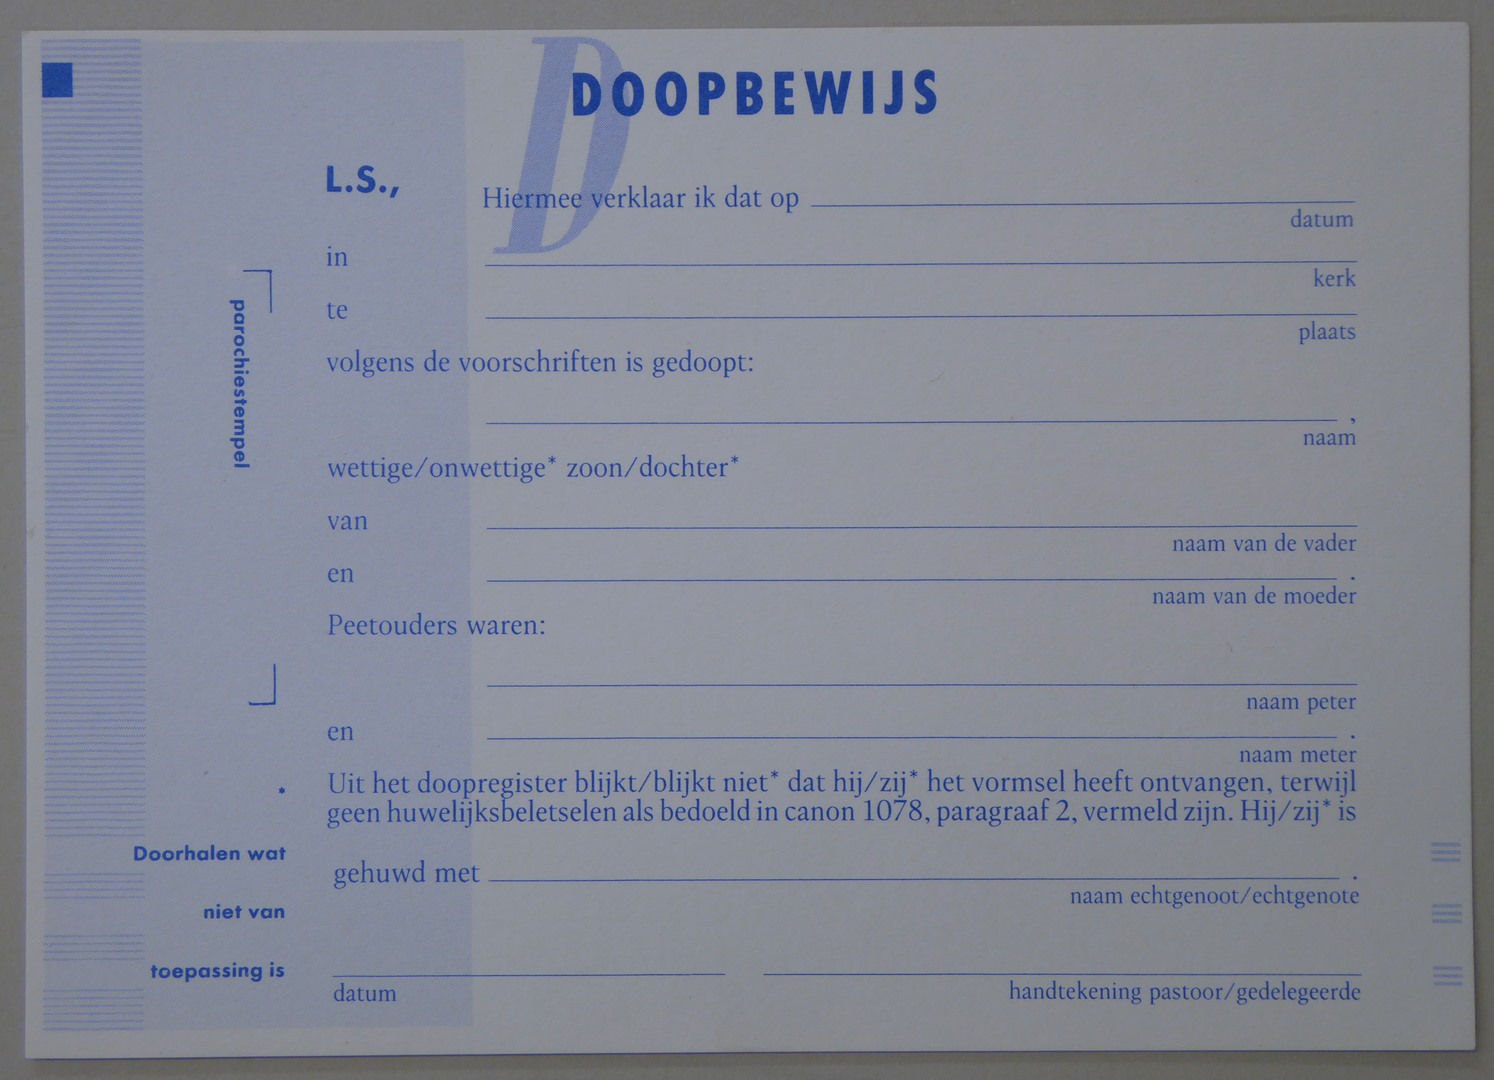 DOOPBEWIJS
L.S.,
Hiermee verklaar ik dat op
datum
in
kerk
te
plaats
parochiestempel
volgens de voorschriften is gedoopt:
,
naam
wettige/onwettige* zoon/dochter*
van
naam van de vader
en .
naam van de moeder
Peetouders waren:
naam peter
en .
naam meter
Uit het doopregister blijkt/blijkt niet* dat hij/zij* het vormsel heeft ontvangen, terwijl
geen huwelijksbeletselen als bedoeld in canon 1078, paragraaf 2, vermeld zijn. Hij/zij* is
gehuwd met .
naam echtgenoot/echtgenote
*
Doorhalen wat
niet van
toepassing is
datum
handtekening pastoor/gedelegeerde